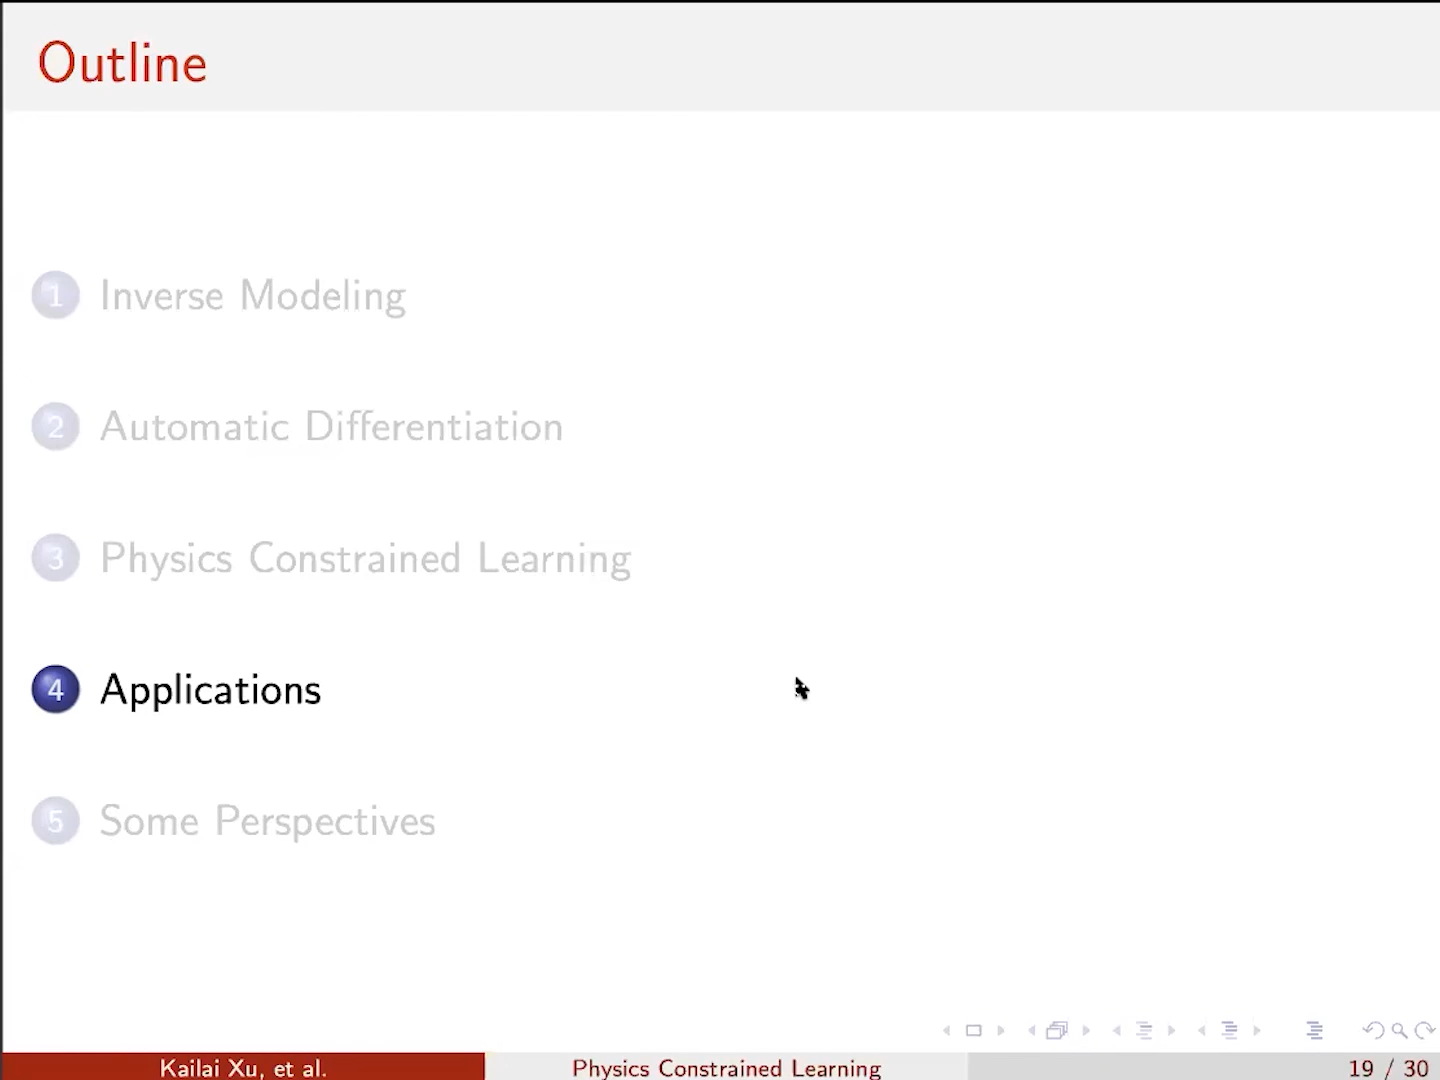 Outline
1 Inverse Modeling
2 Automatic Differentiation
3 Physics Constrained Learning
4 Applications
5 Some Perspectives
Kailai Xu, et al. Physics Constrained Learning 19 / 30